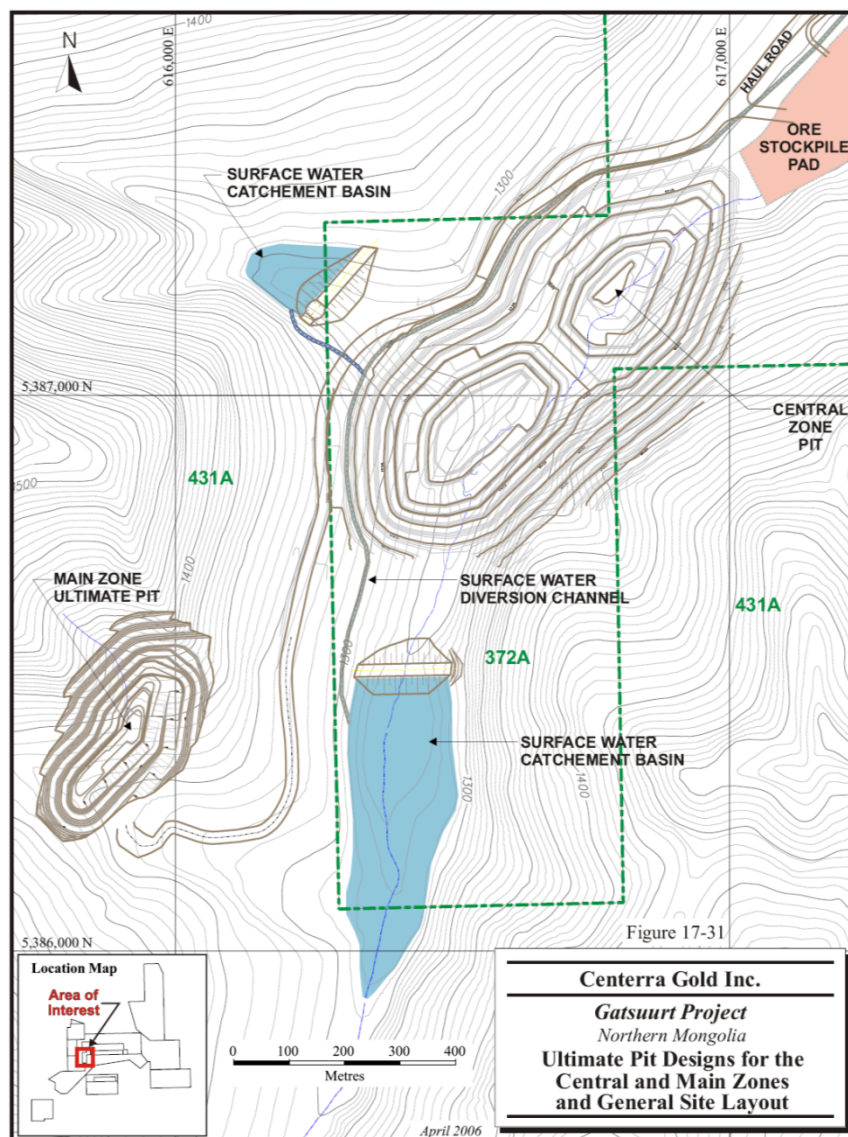 1400
N
616,000 E
617,000 E
HAUL ROAD
ORE
STOCKPILE
PAD
SURFACE WATER
CATCHEMENT BASIN
1300
5,387,000 N
CENTRAL
ZONE
PIT
431A
1400
MAIN ZONE
ULTIMATE PIT
SURFACE WATER
DIVERSION CHANNEL
431A
1300
372A
SURFACE WATER
CATCHEMENT BASIN
1300
1400
5,386,000 N
Figure 17-31
Location Map
Area of
Interest
0 100 200 300 400
Metres
Centerra Gold Inc.
Gatsuurt Project
Northern Mongolia
Ultimate Pit Designs for the
Central and Main Zones
and General Site Layout
April 2006